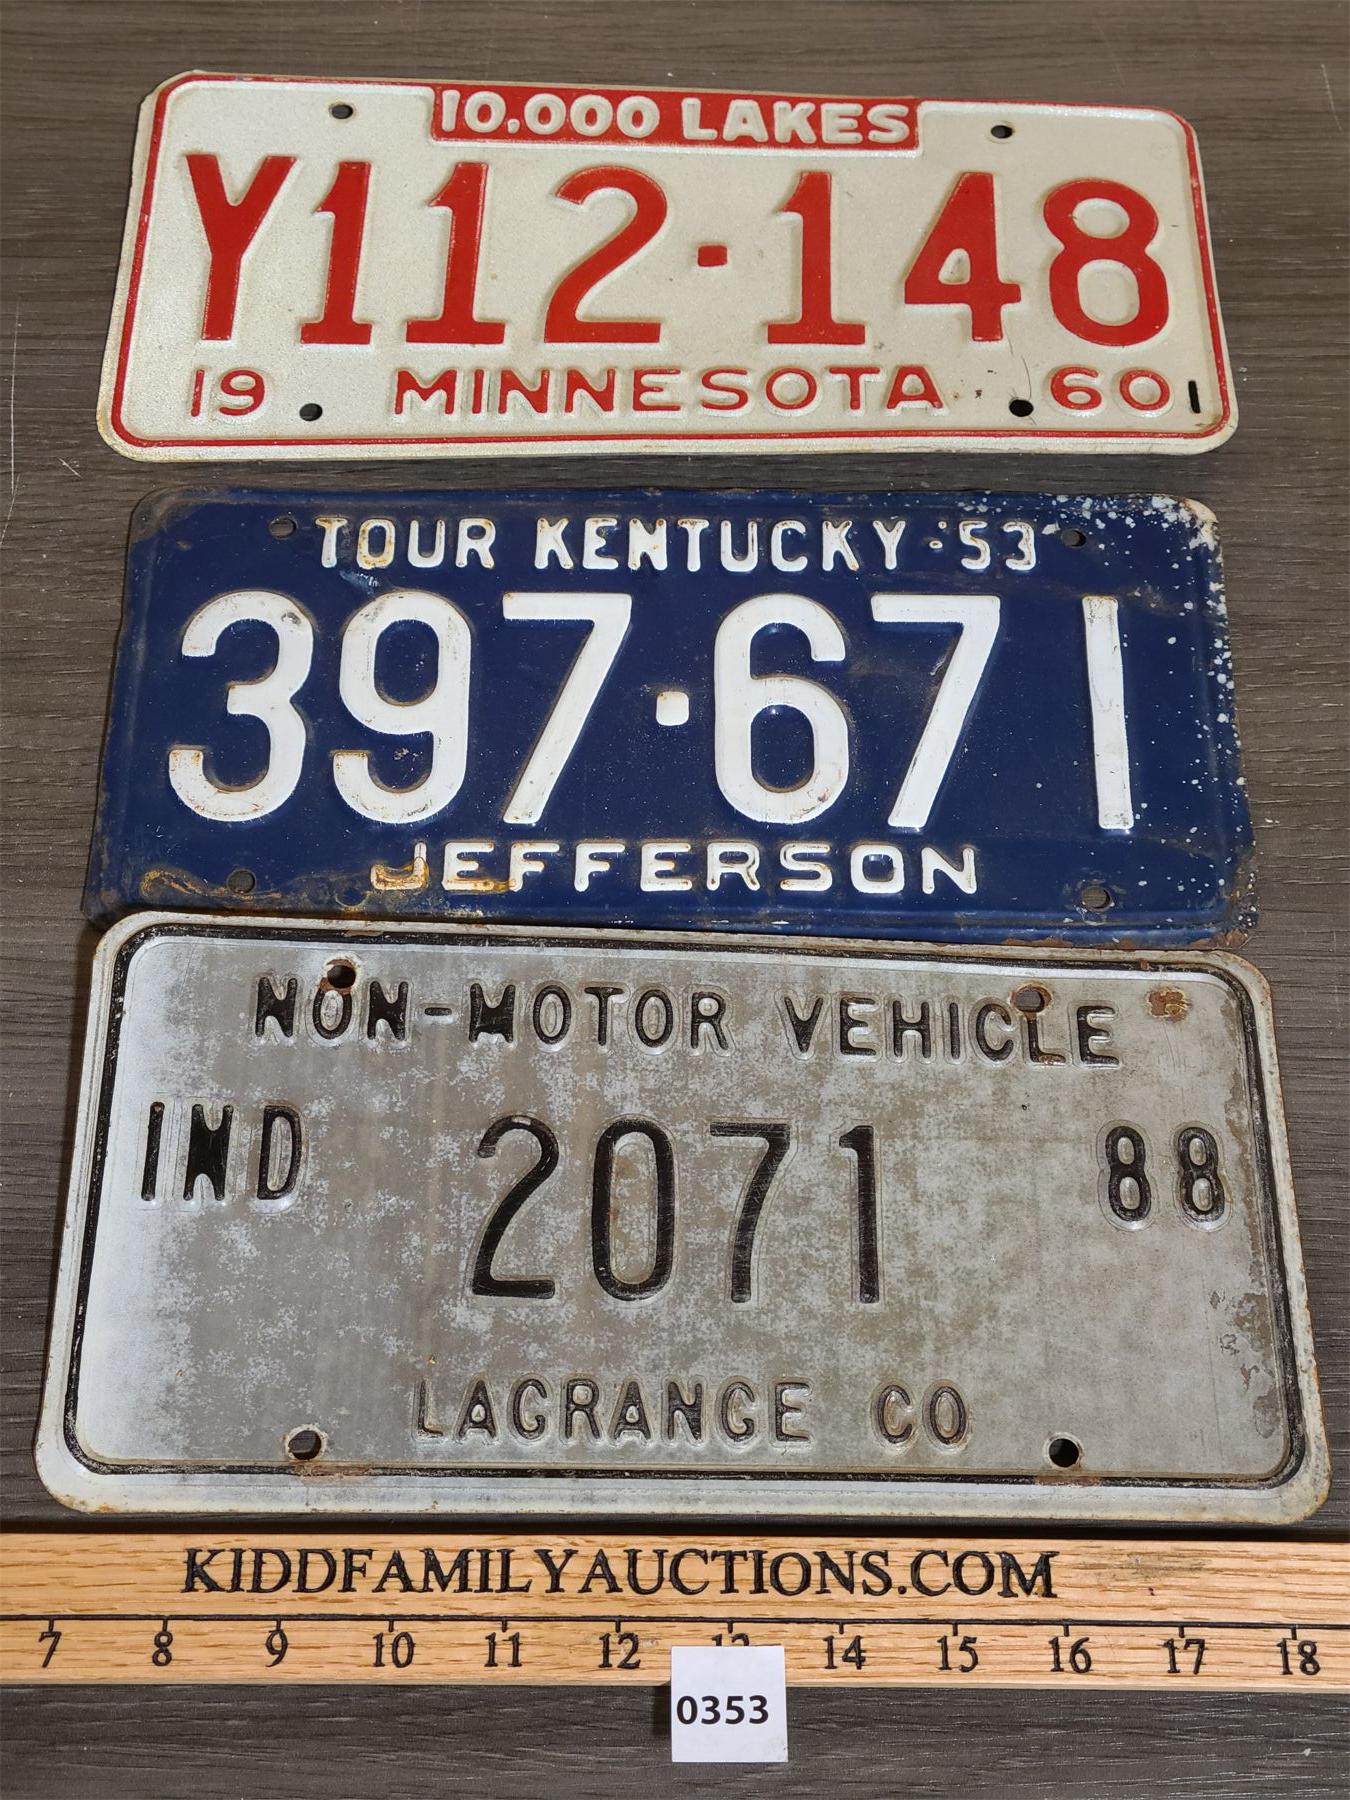 10,000 LAKES
Y112·148
19 MINNESOTA 60
TOUR KENTUCKY·'53
397·671
JEFFERSON
NON-MOTOR VEHICLE
IND 2071 88
LAGRANGE CO
KIDDFAMILYAUCTIONS.COM
7 8 9 10 11 12 13 14 15 16 17 18
0353